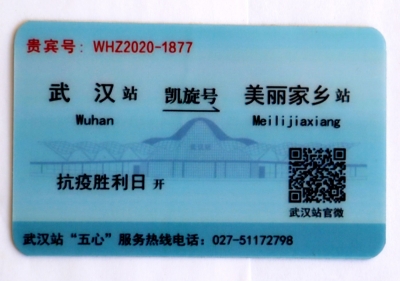 贵宾号: WHZ2020-1877
武 汉 站 凯旋号 美丽家乡 站
Wuhan Meilijiaxiang
抗疫胜利日 开
武汉站官微
武汉站“五心”服务热线电话: 027-51172798